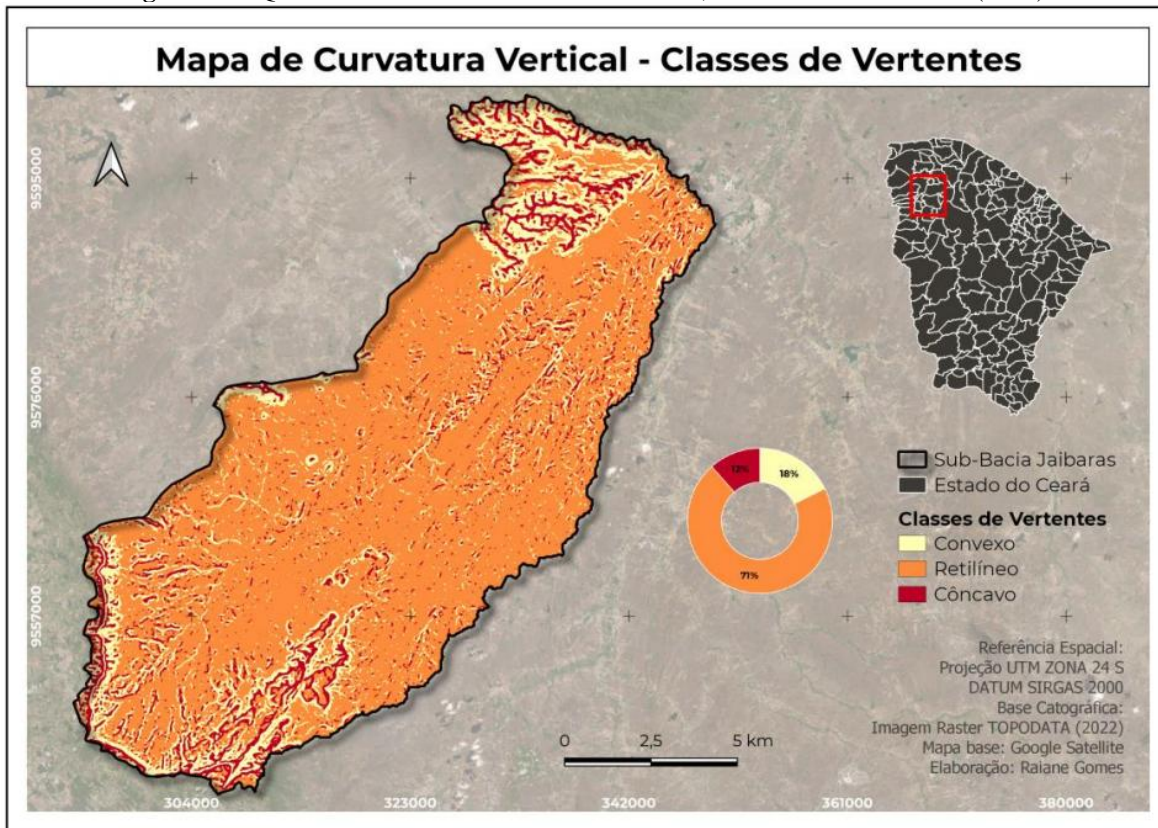 Mapa de Curvatura Vertical - Classes de Vertentes
9595000
9576000
9557000
12%
18%
71%
Sub-Bacia Jaibaras
Estado do Ceará
Classes de Vertentes
Convexo
Retilíneo
Côncavo
Referência Espacial:
Projeção UTM ZONA 24 S
DATUM SIRGAS 2000
Base Catográfica:
Imagem Raster TOPODATA (2022)
Mapa base: Google Satellite
Elaboração: Raiane Gomes
0 2,5 5 km
304000 323000 342000 361000 380000